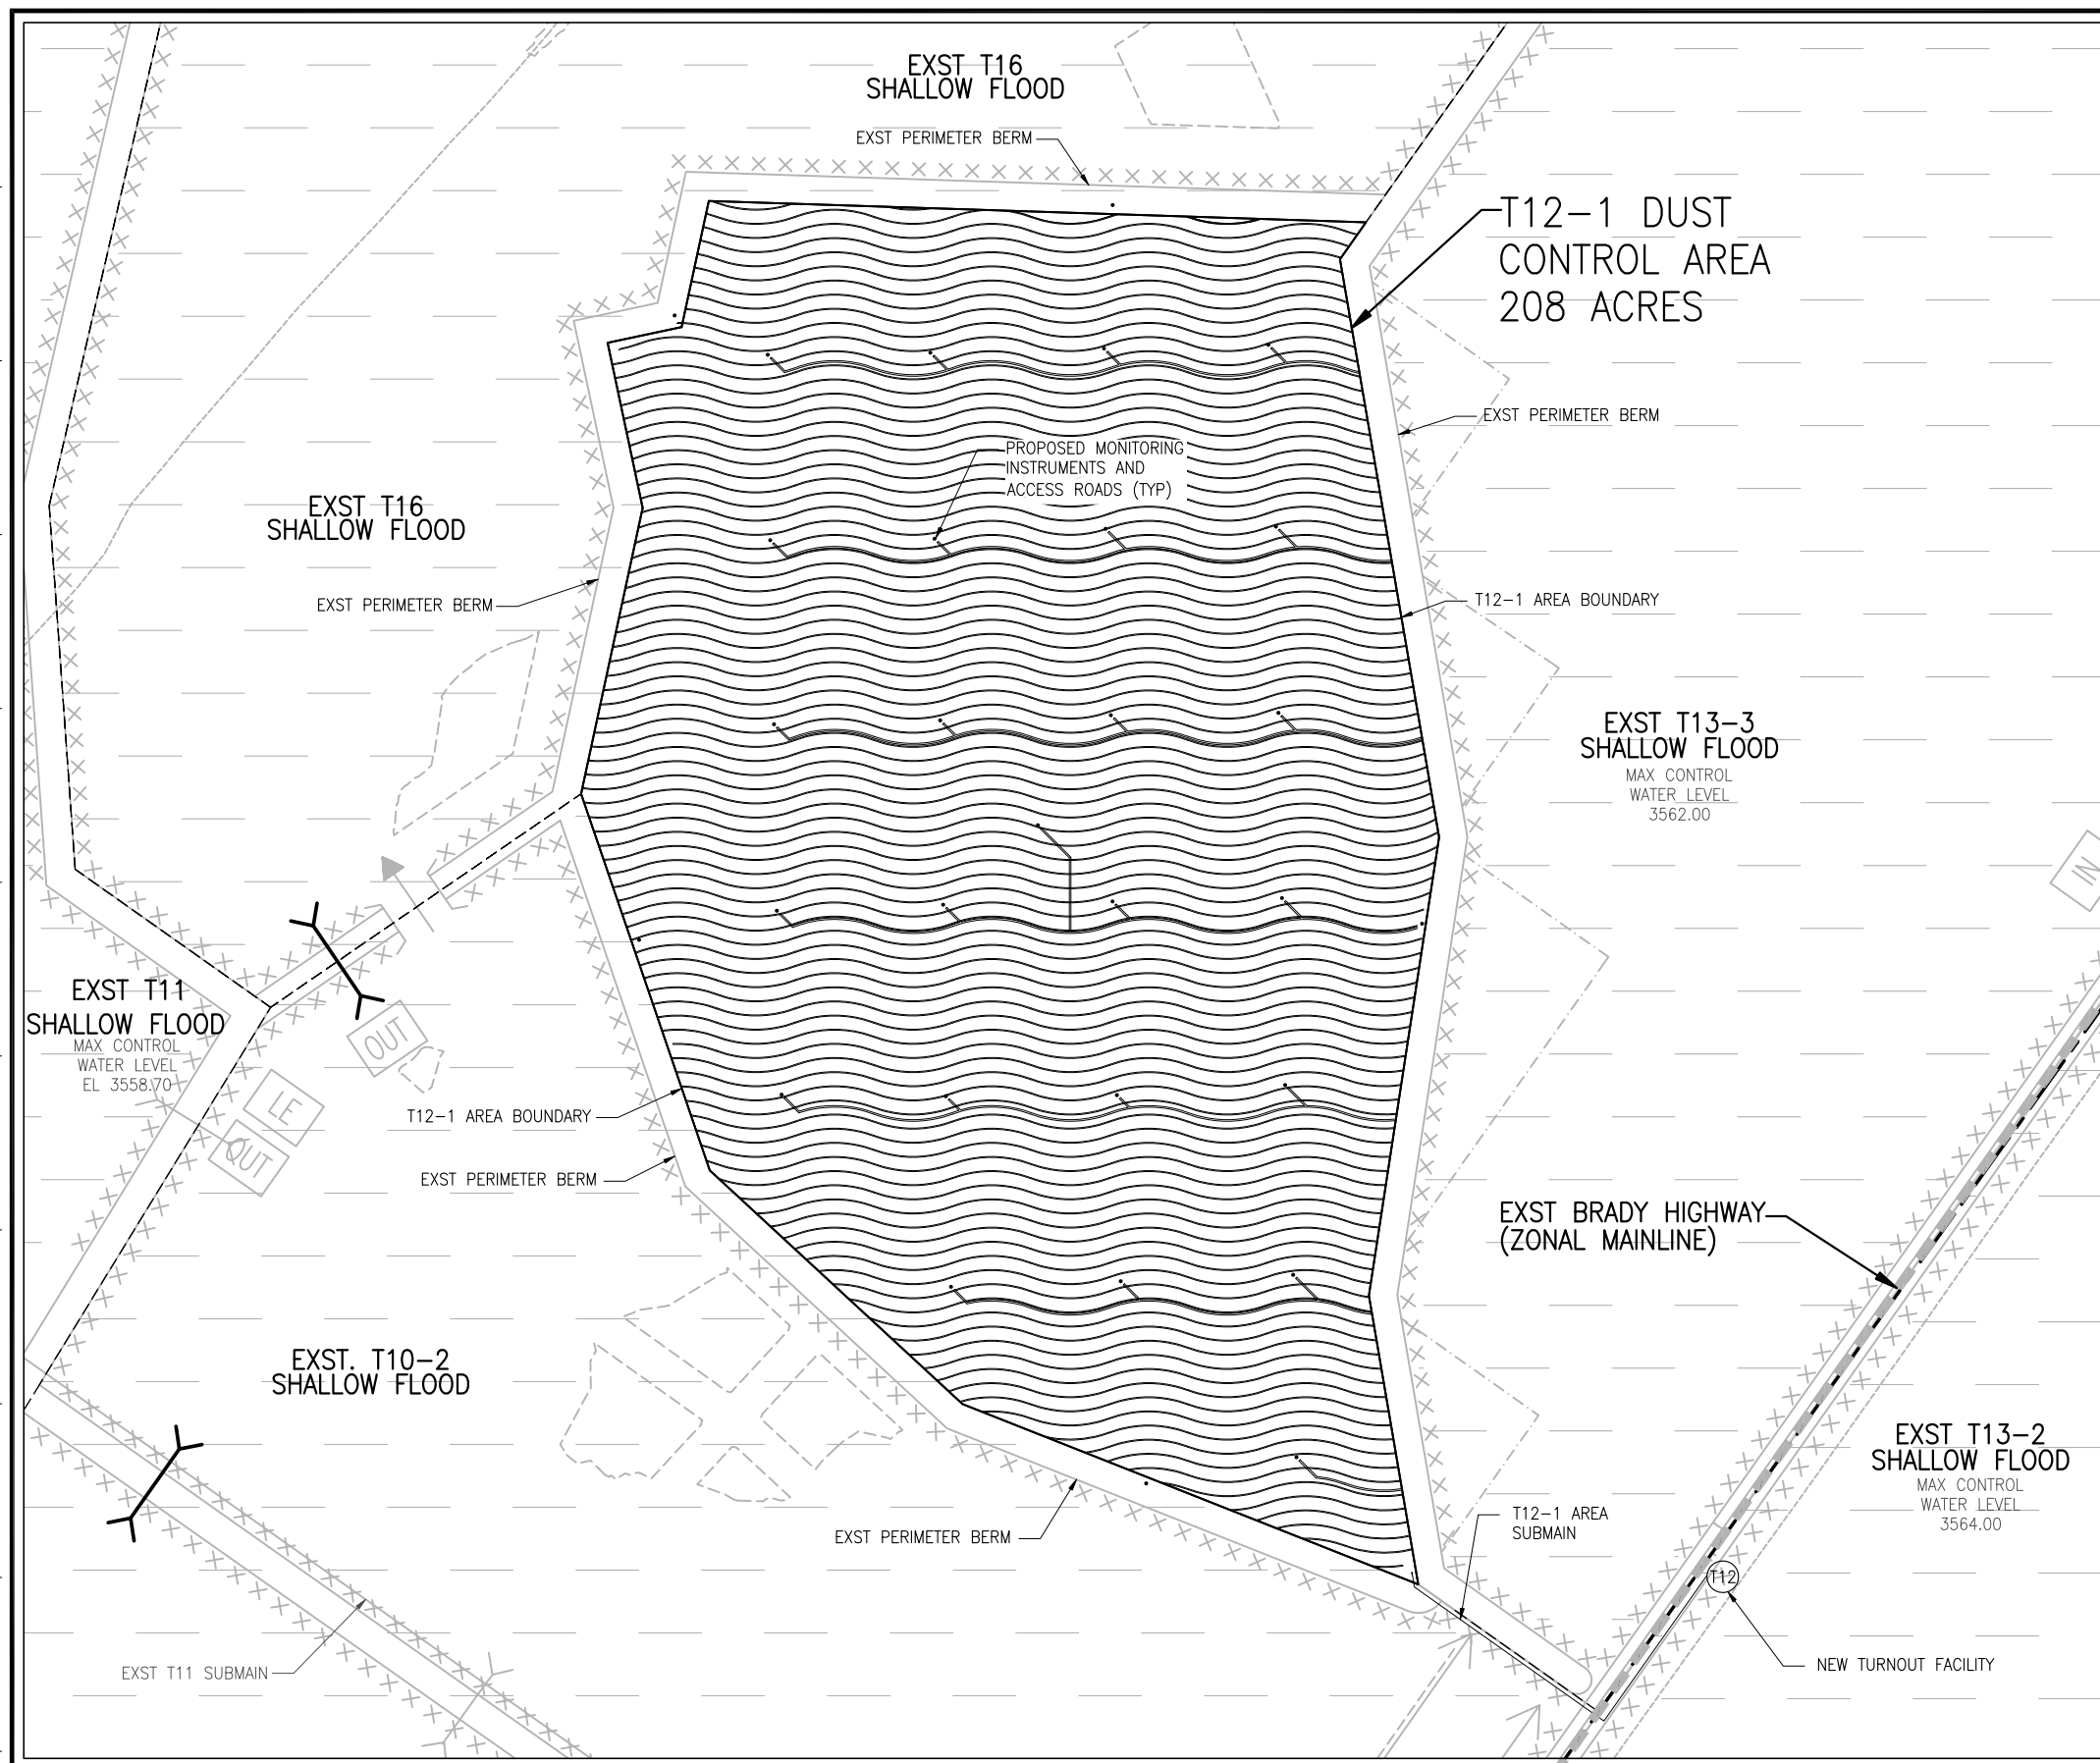 EXST T16
SHALLOW FLOOD
EXST PERIMETER BERM
T12-1 DUST
CONTROL AREA
208 ACRES
EXST PERIMETER BERM
PROPOSED MONITORING
INSTRUMENTS AND
ACCESS ROADS (TYP)
EXST T16
SHALLOW FLOOD
EXST PERIMETER BERM
T12-1 AREA BOUNDARY
EXST T13-3
SHALLOW FLOOD
MAX CONTROL
WATER LEVEL
3562.00
IN
EXST T11
SHALLOW FLOOD
MAX CONTROL
WATER LEVEL
EL 3558.70
OUT
LE
OUT
T12-1 AREA BOUNDARY
EXST PERIMETER BERM
EXST BRADY HIGHWAY
(ZONAL MAINLINE)
EXST. T10-2
SHALLOW FLOOD
EXST T13-2
SHALLOW FLOOD
MAX CONTROL
WATER LEVEL
3564.00
EXST PERIMETER BERM
T12-1 AREA
SUBMAIN
T12
EXST T11 SUBMAIN
NEW TURNOUT FACILITY